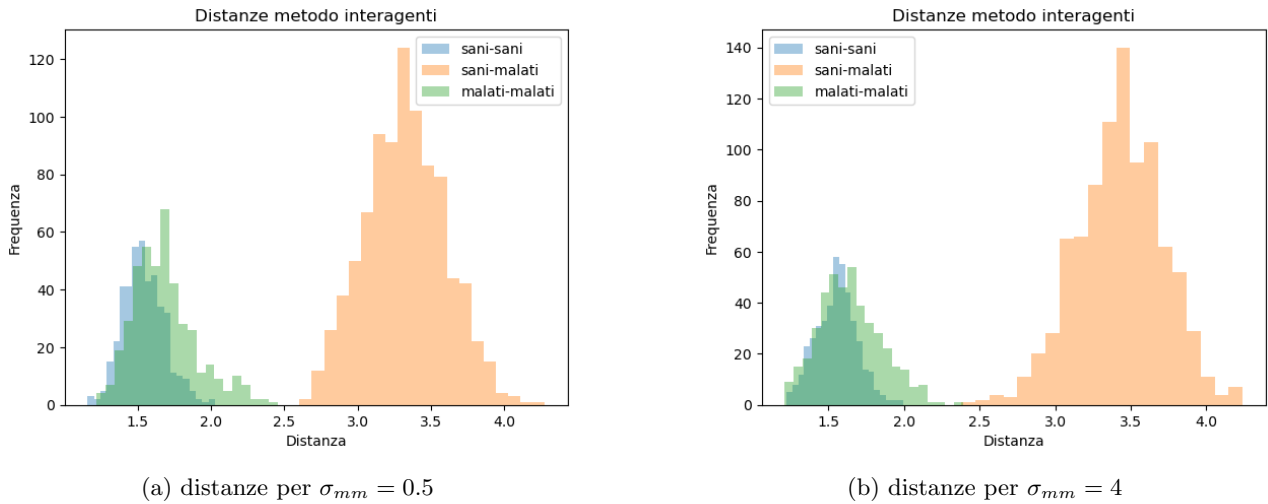 Distanze metodo interagenti
sani-sani
sani-malati
malati-malati
120
100
80
60
40
20
0
Frequenza
1.5
2.0
2.5
3.0
3.5
4.0
Distanza
(a) distanze per σmm = 0.5
Distanze metodo interagenti
sani-sani
sani-malati
malati-malati
140
120
100
80
60
40
20
0
Frequenza
1.5
2.0
2.5
3.0
3.5
4.0
Distanza
(b) distanze per σmm = 4